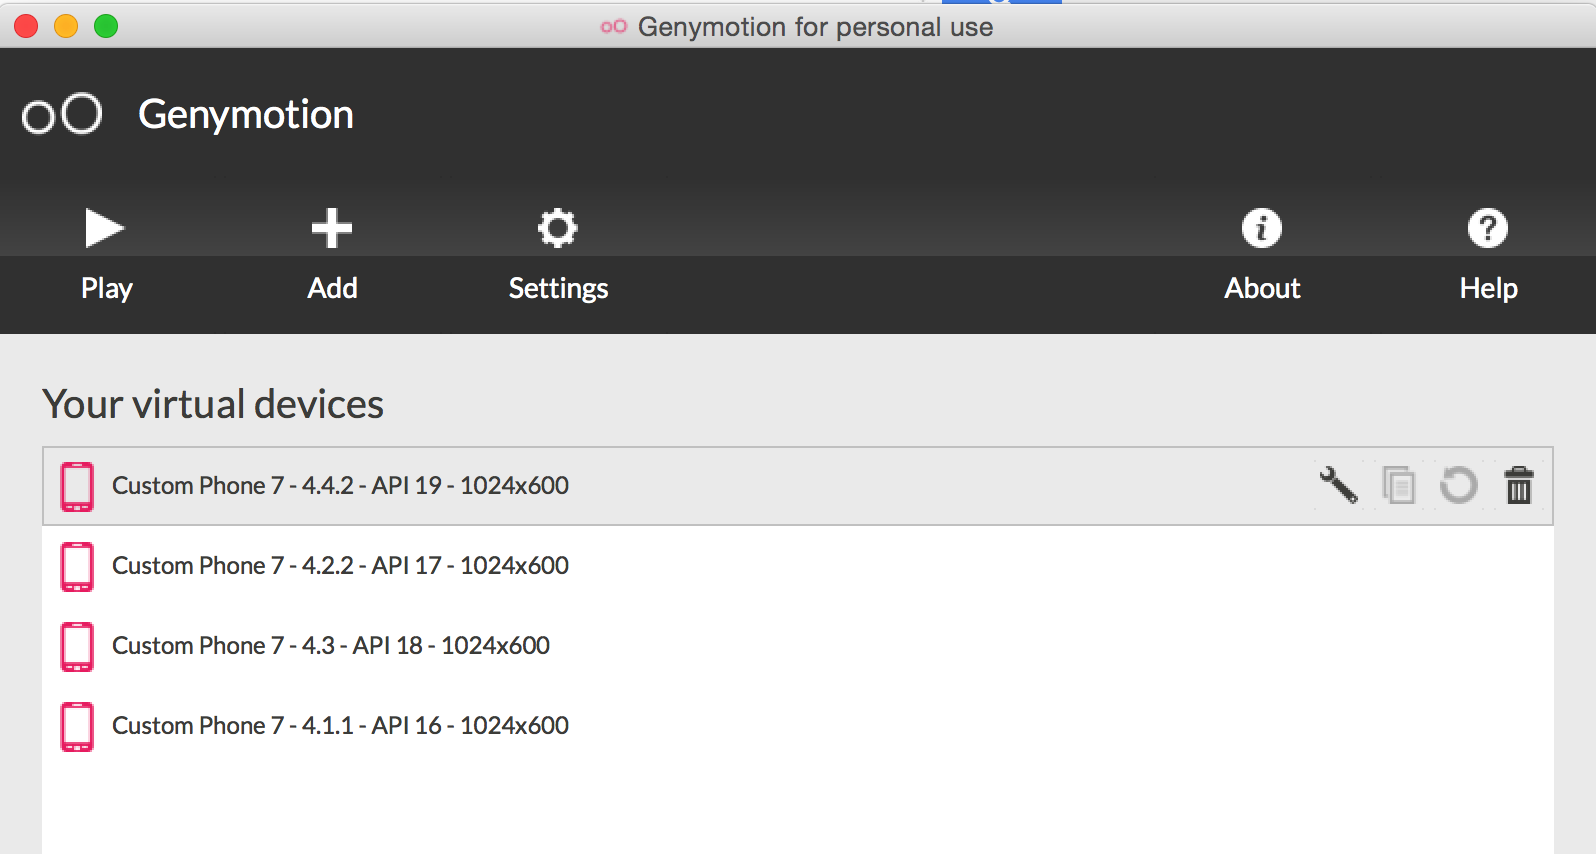 Genymotion for personal use
Genymotion
Play Add Settings About Help
Your virtual devices
Custom Phone 7 - 4.4.2 - API 19 - 1024x600
Custom Phone 7 - 4.2.2 - API 17 - 1024x600
Custom Phone 7 - 4.3 - API 18 - 1024x600
Custom Phone 7 - 4.1.1 - API 16 - 1024x600